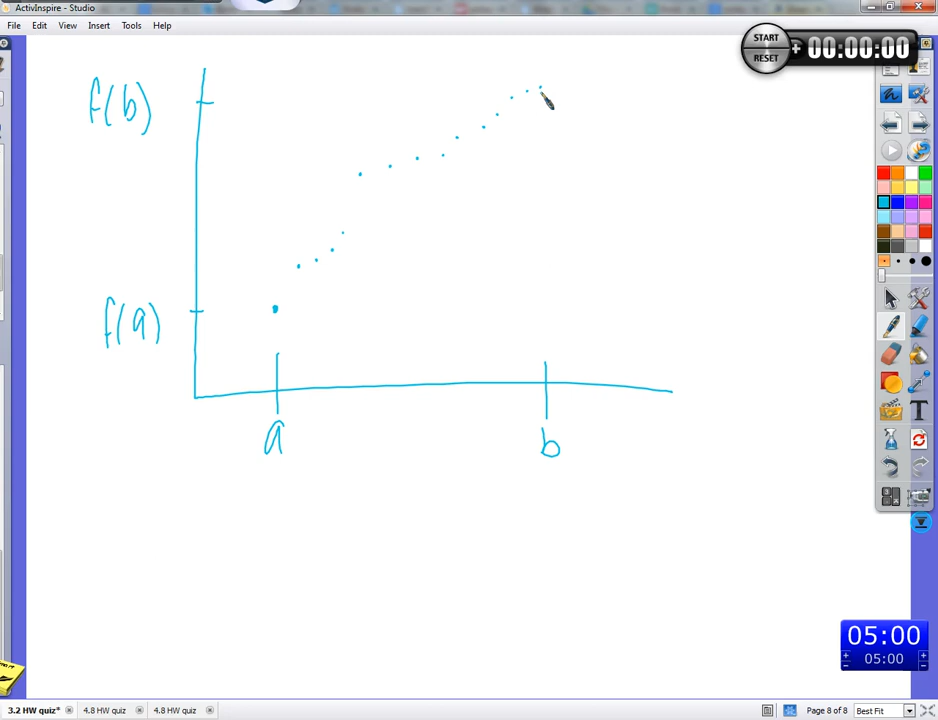 ActivInspire - Studio
File Edit View Insert Tools Help
START
RESET
00:00:00
f(b)
f(a)
a
b
05:00
05:00
3.2 HW quiz* 4.8 HW quiz 4.8 HW quiz
Page 8 of 8 Best Fit